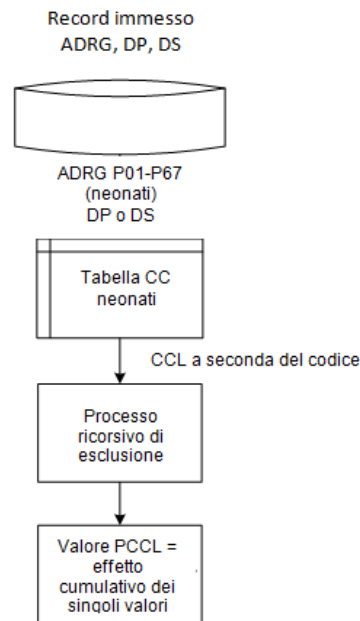 Record immesso
ADRG, DP, DS
ADRG P01-P67
(neonati)
DP o DS
Tabella CC
neonati
CCL a seconda del codice
Processo
ricorsivo di
esclusione
Valore PCCL =
effetto
cumulativo dei
singoli valori